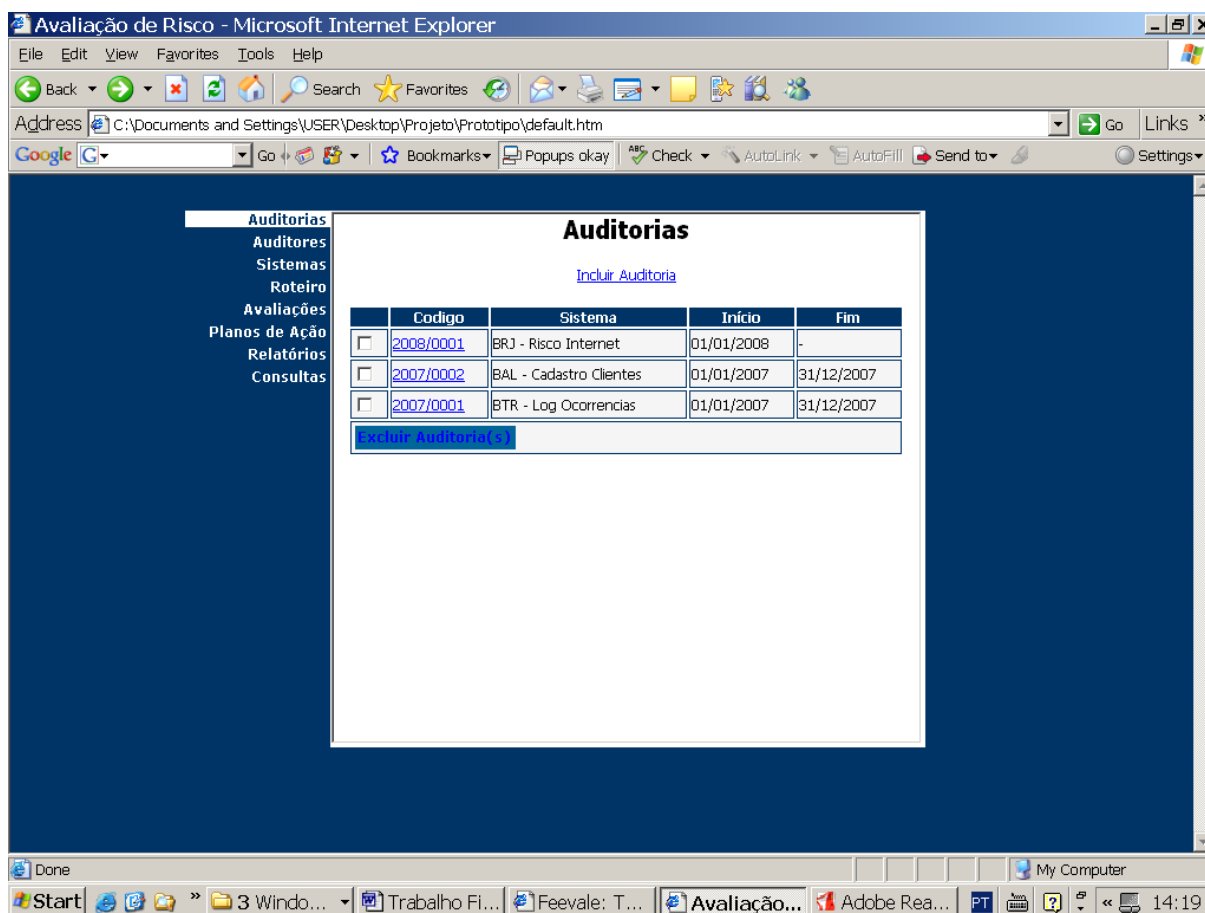 Avaliação de Risco - Microsoft Internet Explorer
File Edit View Favorites Tools Help
Back Search Favorites
Address C:\Documents and Settings\USER\Desktop\Projeto\Prototipo\default.htm Go Links »
Google G Go Bookmarks Popups okay ABC Check AutoLink AutoFill Send to Settings
Auditorias
Auditores
Sistemas
Roteiro
Avaliações
Planos de Ação
Relatórios
Consultas
Auditorias
Incluir Auditoria
Codigo Sistema Início Fim
2008/0001 BRJ - Risco Internet 01/01/2008 -
2007/0002 BAL - Cadastro Clientes 01/01/2007 31/12/2007
2007/0001 BTR - Log Ocorrencias 01/01/2007 31/12/2007
Excluir Auditoria(s)
Done My Computer
Start » 3 Windo... Trabalho Fi... Feevale: T... Avaliação... Adobe Rea... PT « 14:19